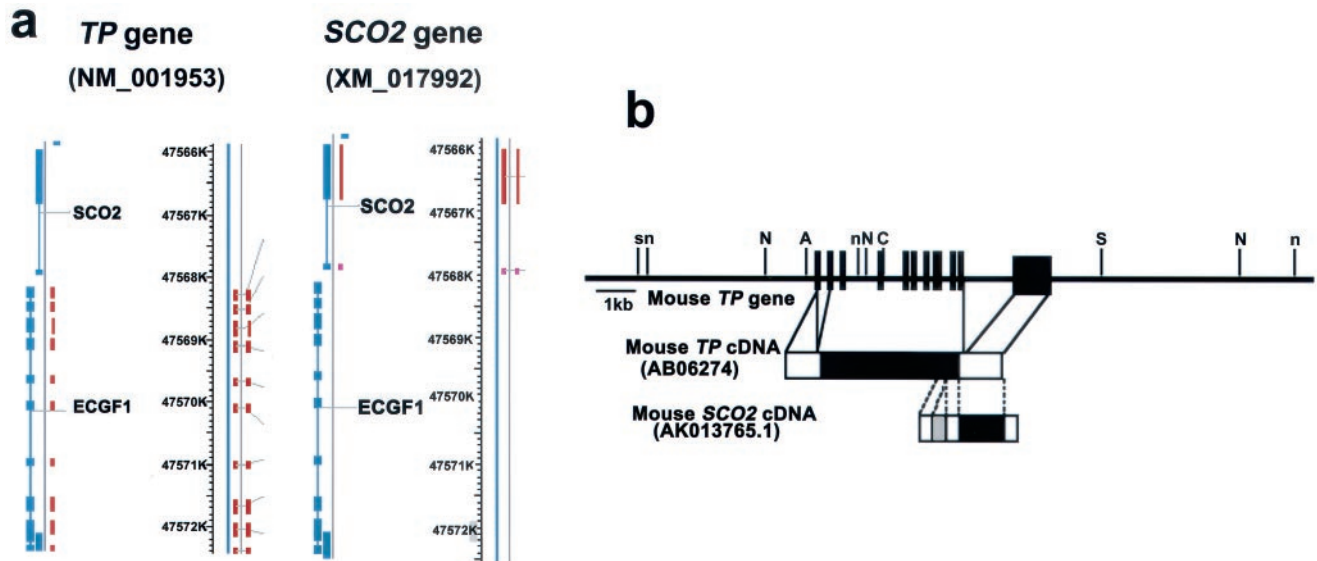 a
TP gene
(NM_001953)
SCO2 gene
(XM_017992)
47566K
47567K
47568K
47569K
47570K
47571K
47572K
SCO2
ECGF1
47566K
47567K
47568K
47569K
47570K
47571K
47572K
SCO2
ECGF1
b
sn N A nN C S N n
1kb
Mouse TP gene
Mouse TP cDNA
(AB06274)
Mouse SCO2 cDNA
(AK013765.1)